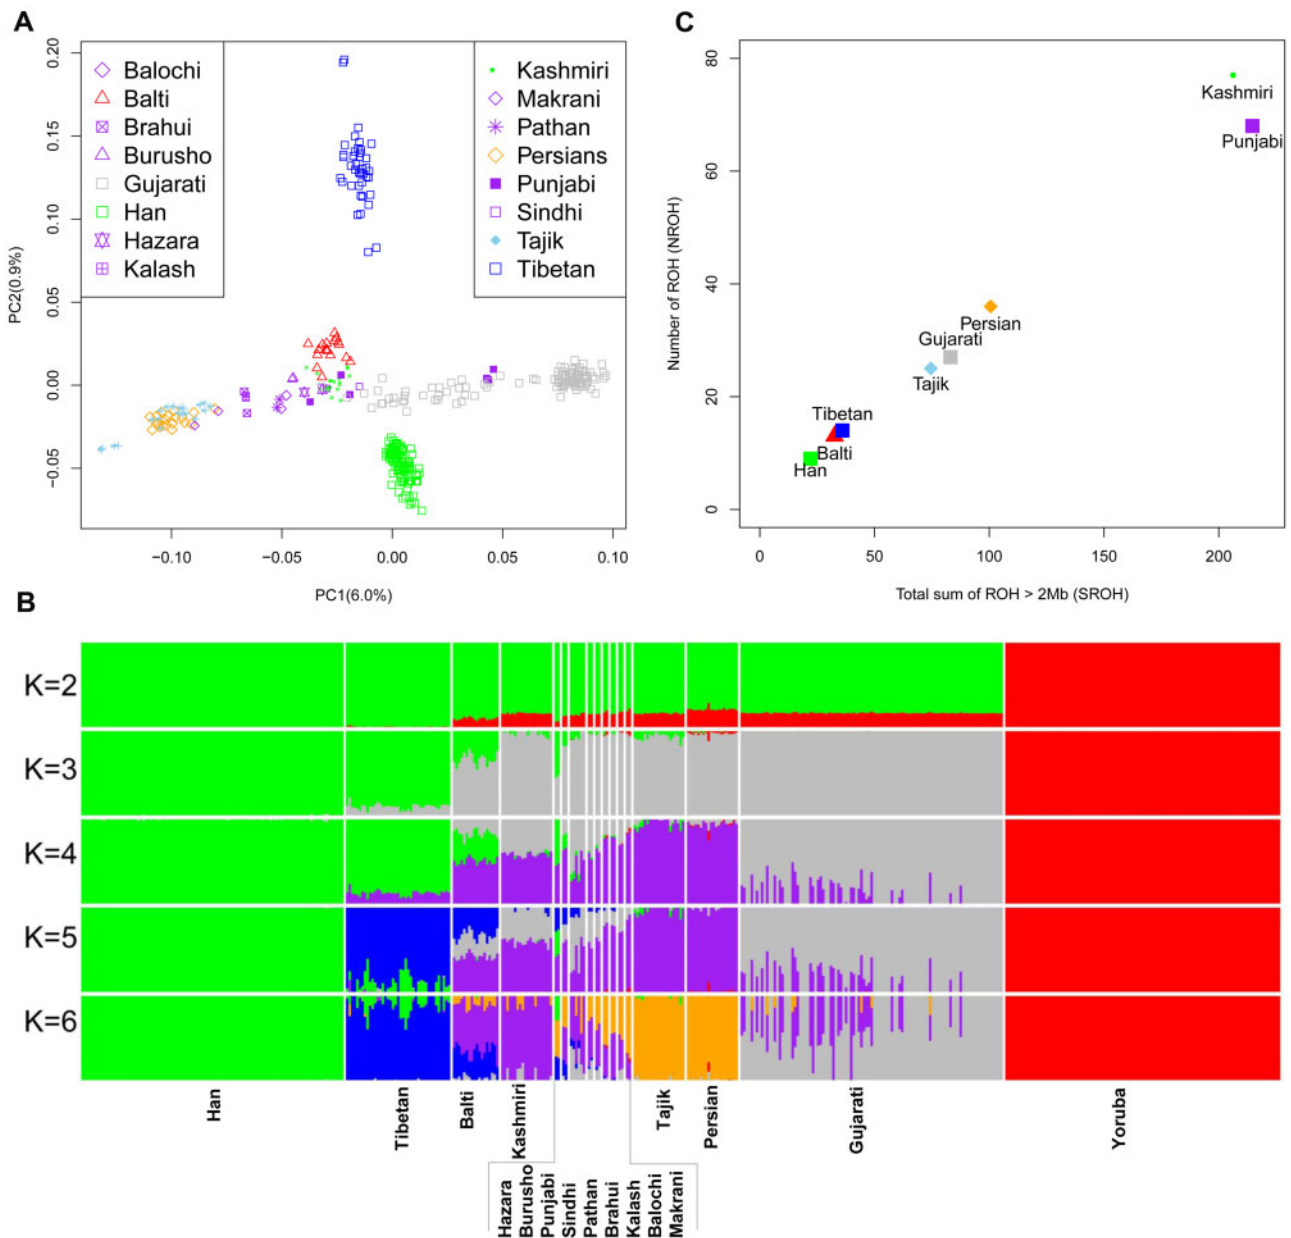 A
Balochi
Balti
Brahui
Burusho
Gujarati
Han
Hazara
Kalash
Kashmiri
Makrani
Pathan
Persians
Punjabi
Sindhi
Tajik
Tibetan
PC2(0.9%)
0.20
0.15
0.10
0.05
0.00
−0.05
−0.10 −0.05 0.00 0.05 0.10
PC1(6.0%)
C
Number of ROH (NROH)
80
60
40
20
0
Kashmiri
Punjabi
Persian
Gujarati
Tajik
Tibetan
Balti
Han
0 50 100 150 200
Total sum of ROH > 2Mb (SROH)
B
K=2
K=3
K=4
K=5
K=6
Han
Tibetan
Balti
Kashmiri
Tajik
Persian
Gujarati
Yoruba
Hazara
Burusho
Punjabi
Sindhi
Pathan
Brahui
Kalash
Balochi
Makrani